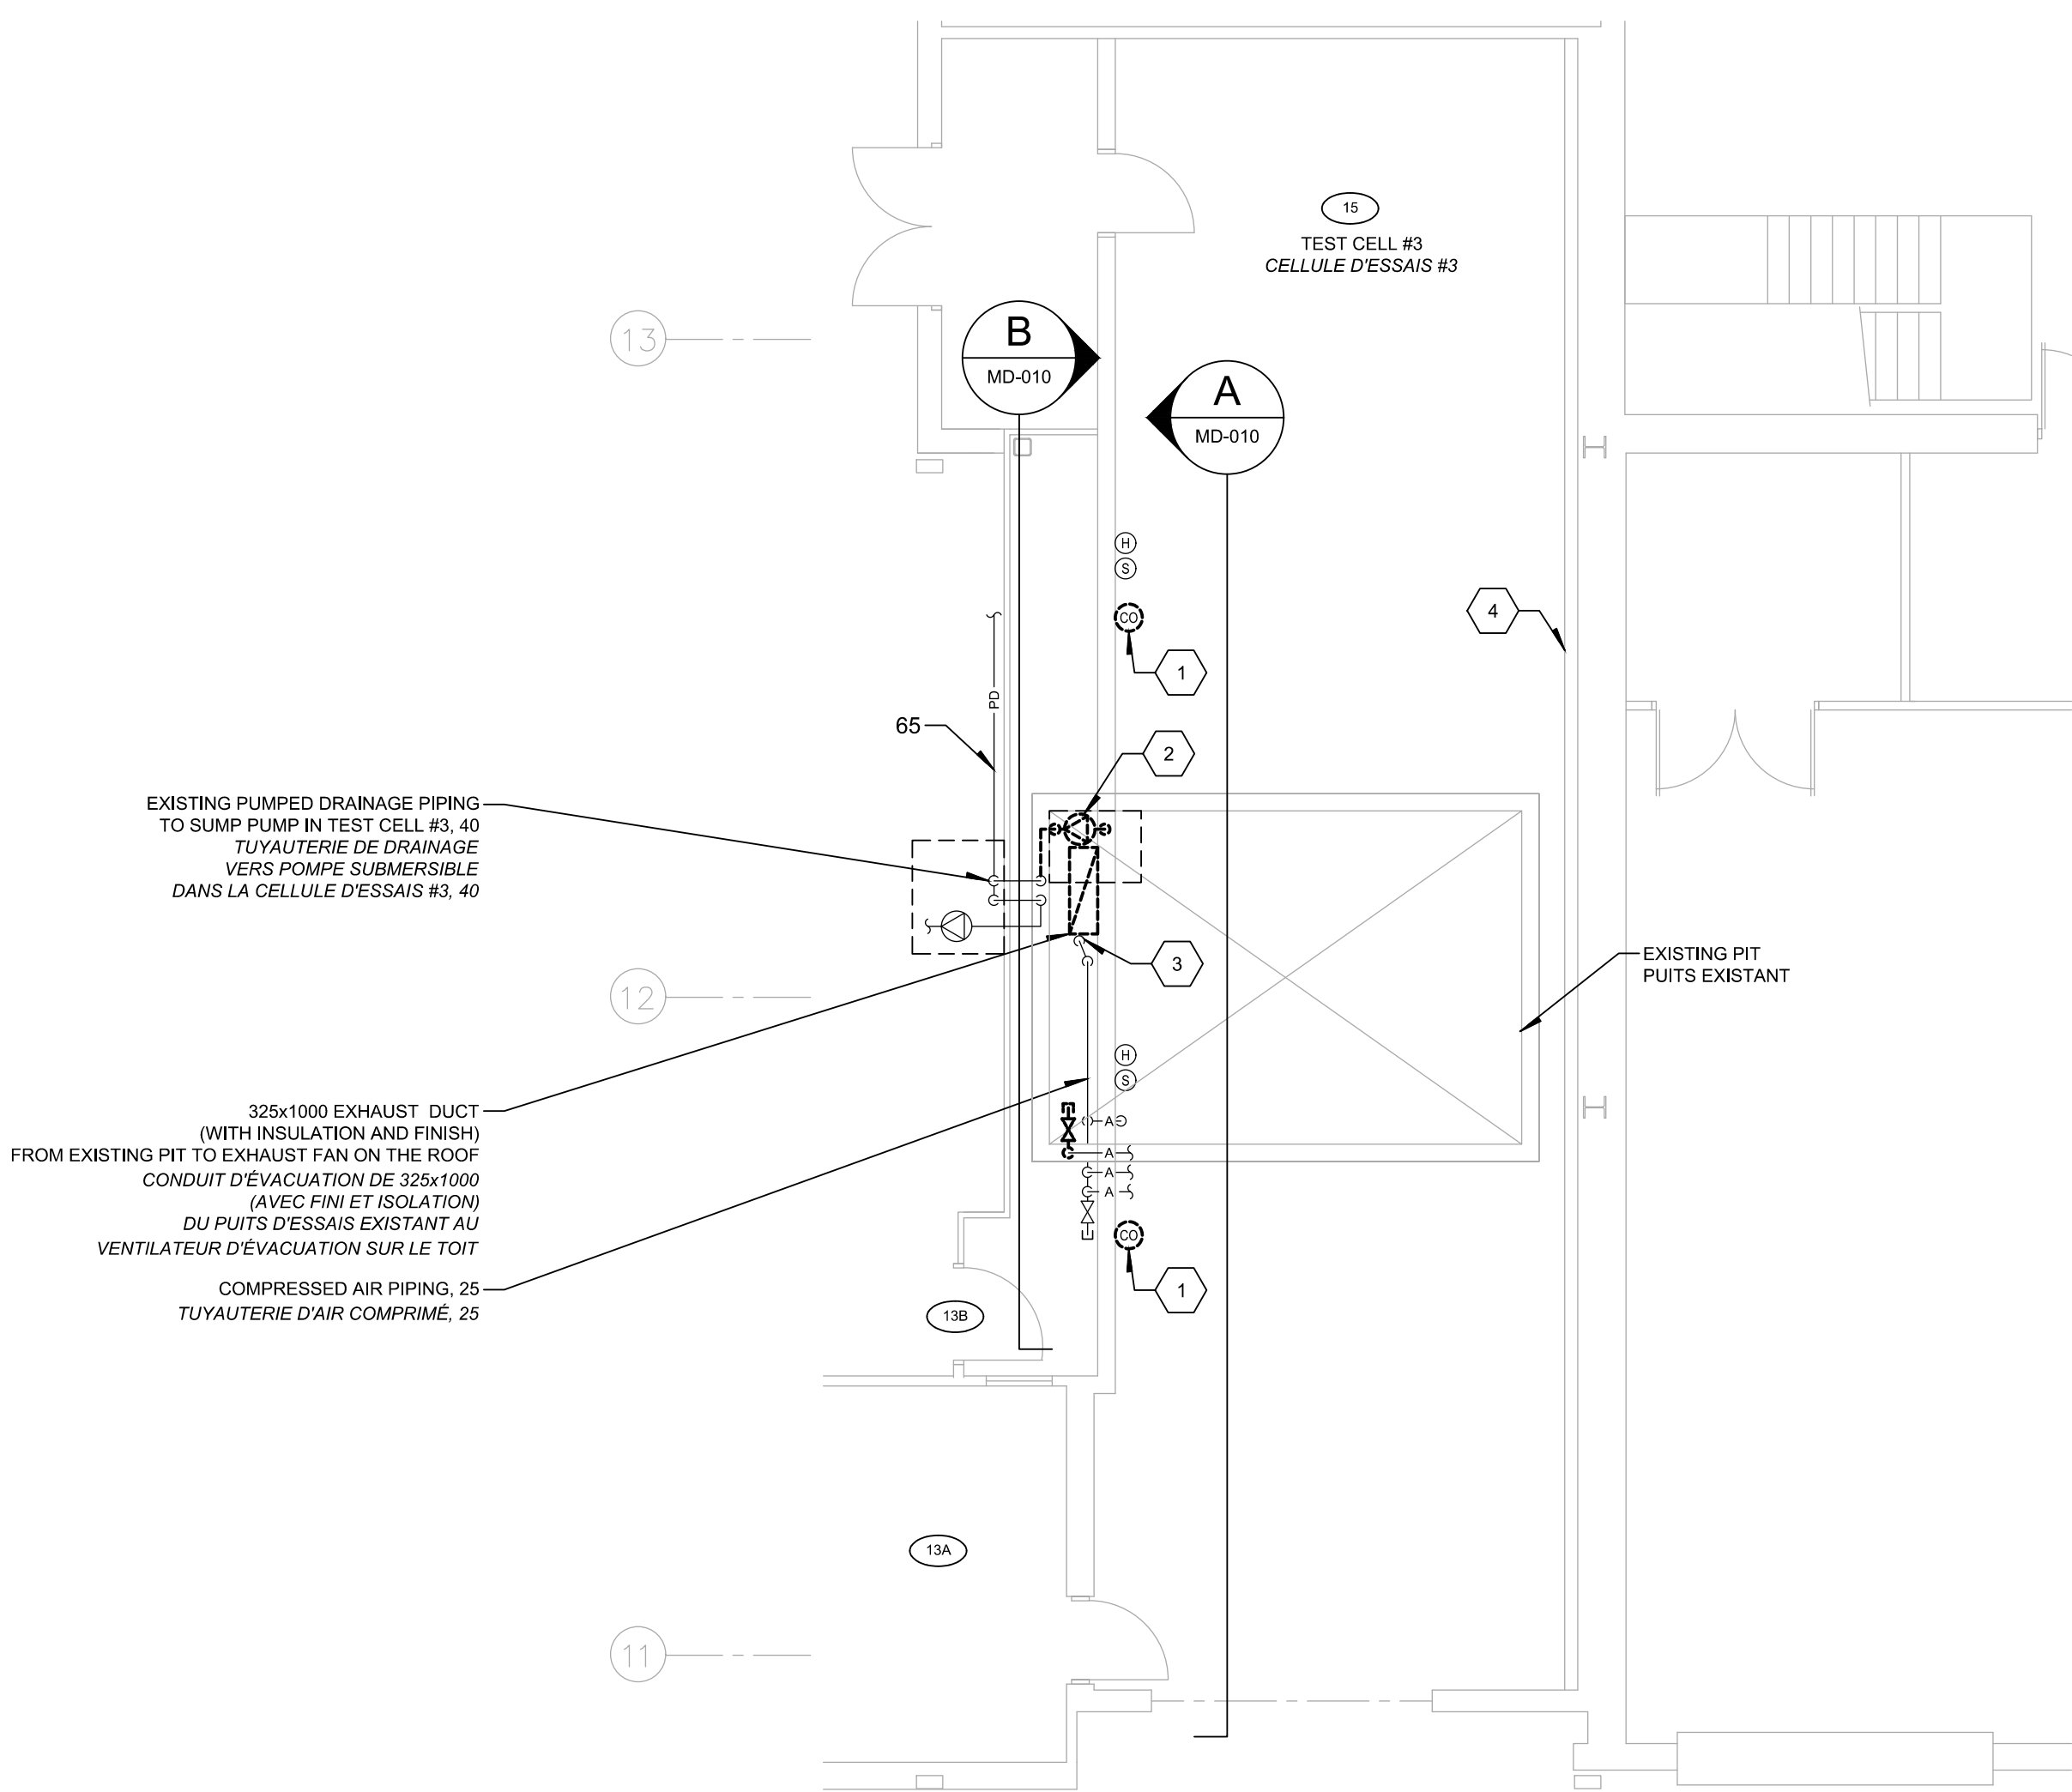 15
TEST CELL #3
CELLULE D'ESSAIS #3
13
B
MD-010
A
MD-010
H
S
CO
4
1
PD
65
2
EXISTING PUMPED DRAINAGE PIPING
TO SUMP PUMP IN TEST CELL #3, 40
TUYAUTERIE DE DRAINAGE
VERS POMPE SUBMERSIBLE
DANS LA CELLULE D'ESSAIS #3, 40
3
EXISTING PIT
PUITS EXISTANT
12
H
S
325x1000 EXHAUST DUCT
(WITH INSULATION AND FINISH)
FROM EXISTING PIT TO EXHAUST FAN ON THE ROOF
CONDUIT D'ÉVACUATION DE 325x1000
(AVEC FINI ET ISOLATION)
DU PUITS D'ESSAIS EXISTANT AU
VENTILATEUR D'ÉVACUATION SUR LE TOIT
A
A
A
A
CO
1
COMPRESSED AIR PIPING, 25
TUYAUTERIE D'AIR COMPRIMÉ, 25
13B
13A
11